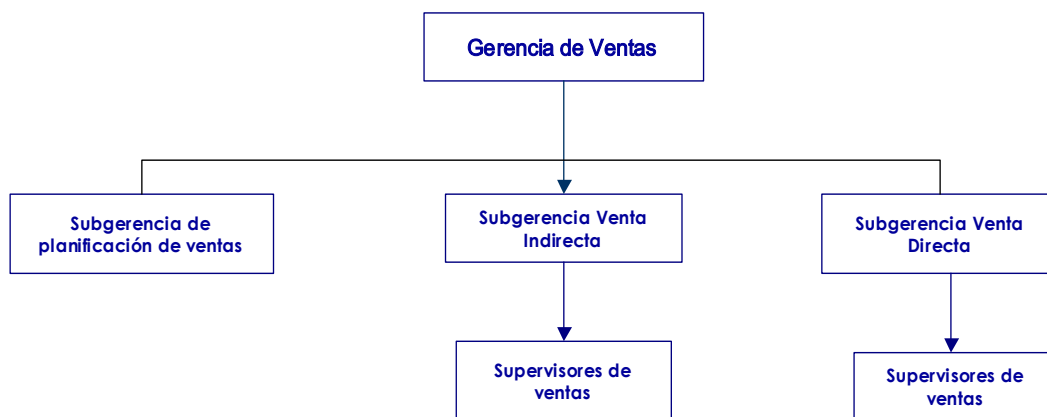 Gerencia de Ventas
Subgerencia de
planificación de ventas
Subgerencia Venta
Indirecta
Subgerencia Venta
Directa
Supervisores de
ventas
Supervisores de
ventas